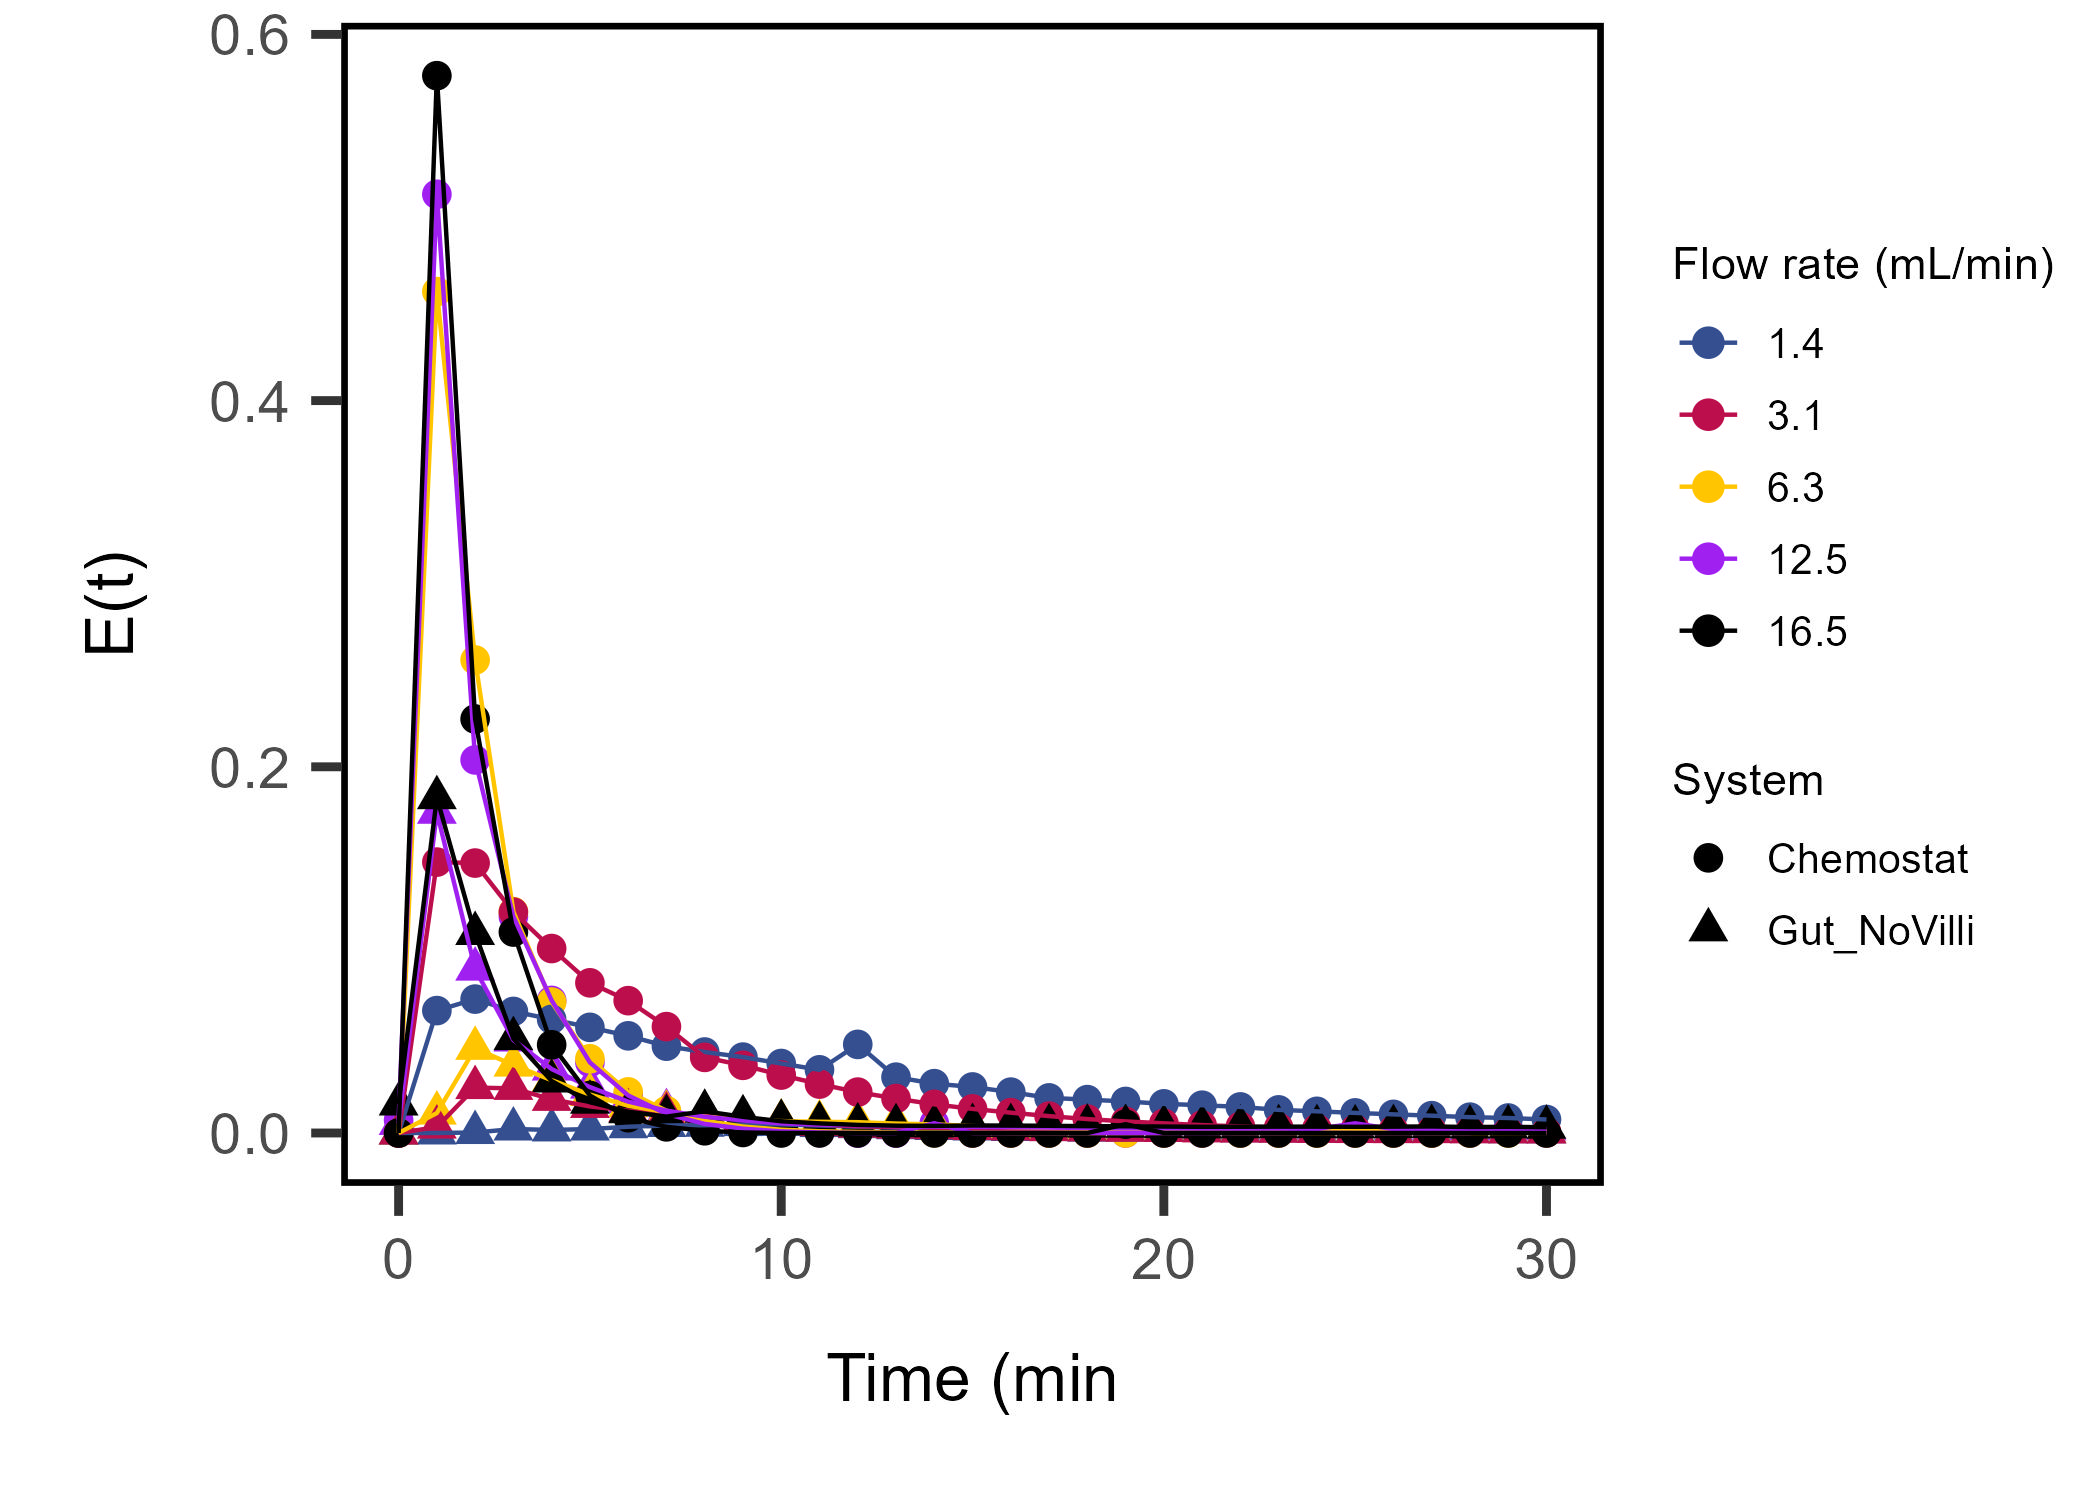 0.6
0.4
0.2
0.0
E(t)
0
10
20
30
Time (min
Flow rate (mL/min)
1.4
3.1
6.3
12.5
16.5
System
Chemostat
Gut_NoVilli